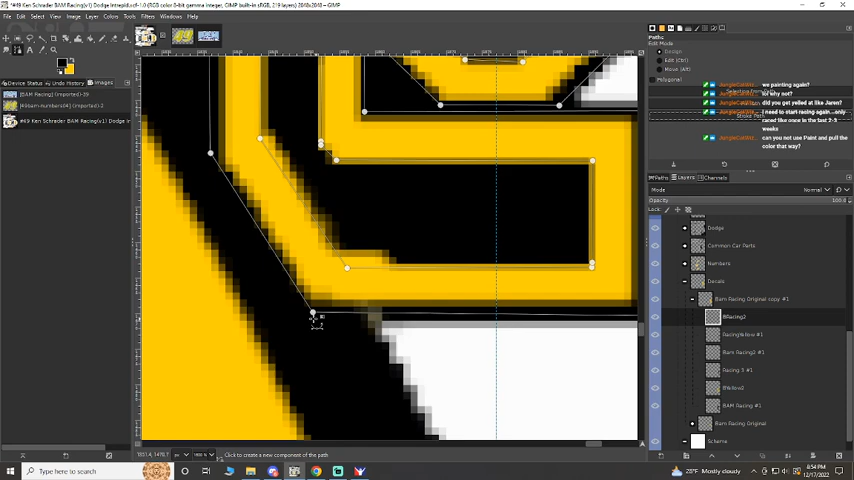 *#49 Ken Schrader BAM Racing(v1) Dodge Intrepid.xcf-1.0 (RGB color 8-bit gamma integer, GIMP built-in sRGB, 219 layers) 2048x2048 – GIMP
File Edit Select View Image Layer Colors Tools Filters Windows Help
Paths
Edit Mode
Design
Edit (Ctrl)
Move (Alt)
Polygonal
we painting again?
lol why not?
did you get yelled at like Jaren?
I need to start racing again...only
raced like once in the last 2-3
weeks
can you not use Paint and pull the
color that way?
Stroke Path
Device Status
Undo History
Images
[BAM Racing] (imported)-39
#49 Ken Schrader BAM Racing(v1) Dodge In
Paths
Layers
Channels
Mode
Normal
Opacity
100.0
Lock:
Dodge
Common Car Parts
Numbers
Decals
Bam Racing Original copy #1
BRacing2
RacingYellow #1
Bam Racing2 #1
Racing 3 #1
BYellow2
BAM Racing #1
Bam Racing Original
Scheme
px
Click to create a new component of the path
Type here to search
28°F Mostly cloudy
8:54 PM
12/17/2022